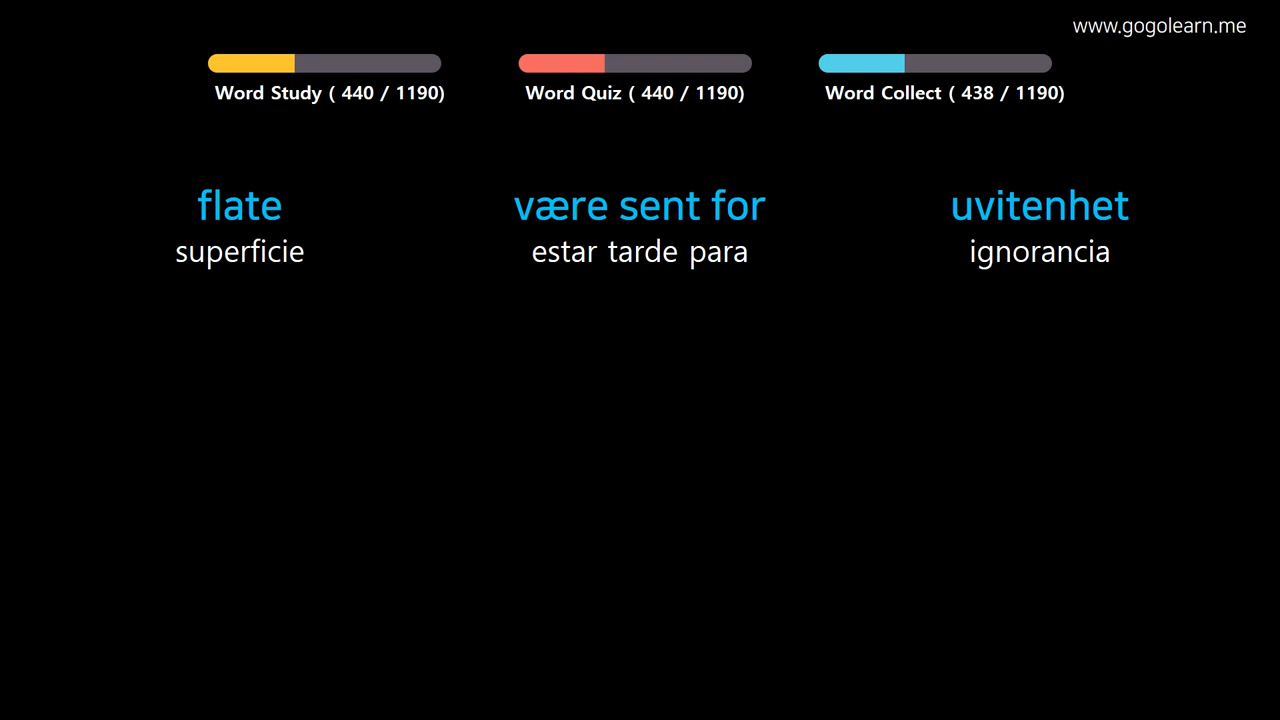 www.gogolearn.me
Word Study ( 440 / 1190)
Word Quiz ( 440 / 1190)
Word Collect ( 438 / 1190)
flate
superficie
være sent for
estar tarde para
uvitenhet
ignorancia